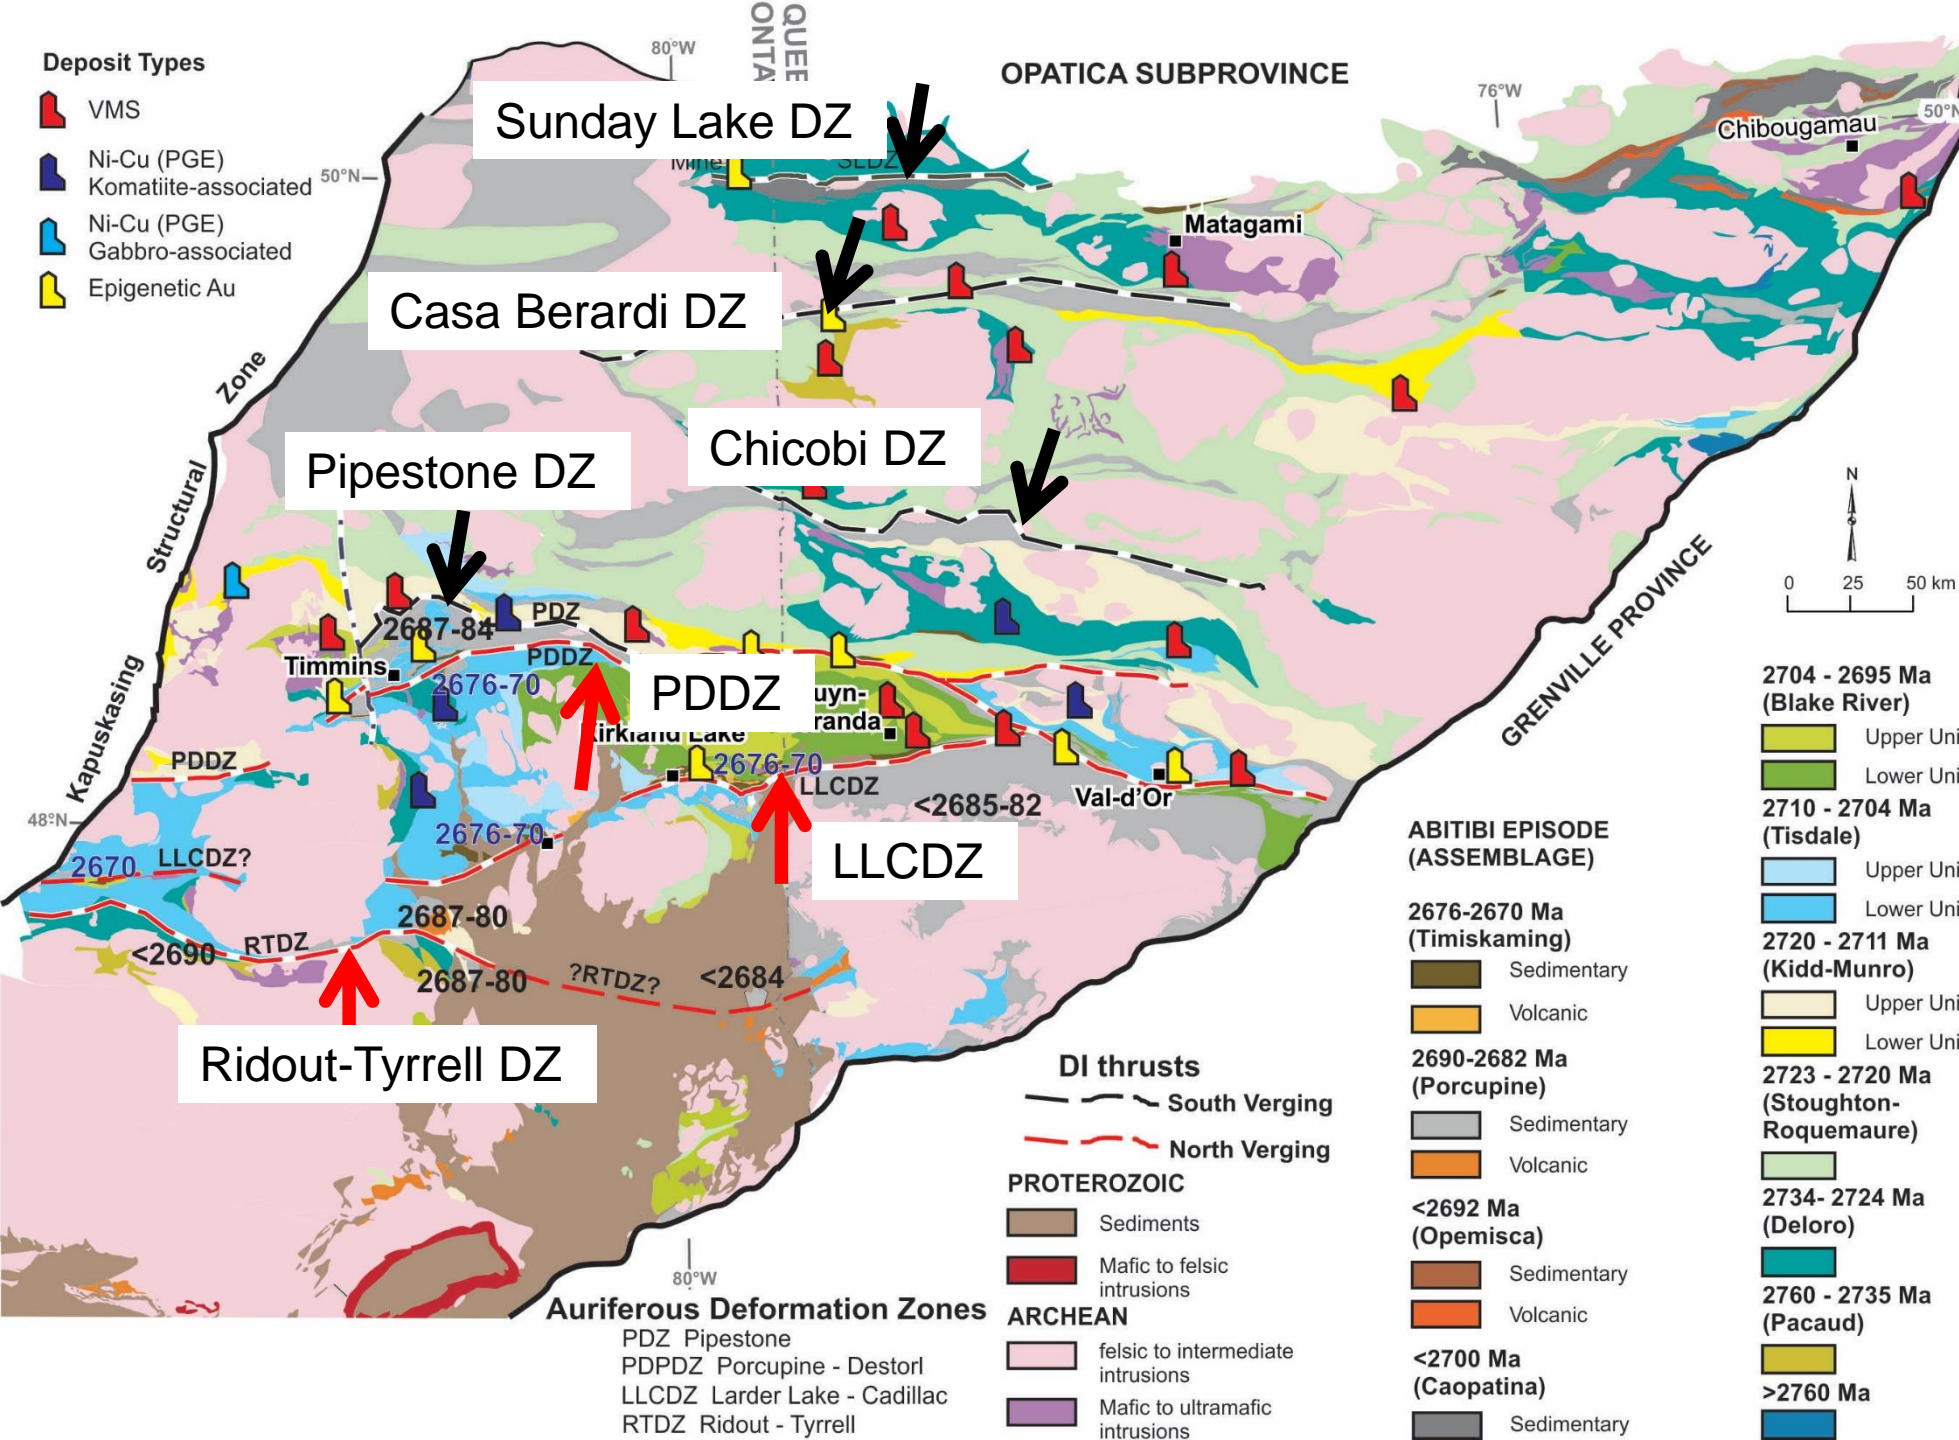 Deposit Types
VMS
Ni-Cu (PGE)
Komatiite-associated
Ni-Cu (PGE)
Gabbro-associated
Epigenetic Au
80°W
50°N
OPATICA SUBPROVINCE
76°W
50°N
Chibougamau
Sunday Lake DZ
Mine
SLDZ
Matagami
Casa Berardi DZ
Chicobi DZ
Pipestone DZ
Kapuskasing
Structural
Zone
GRENVILLE PROVINCE
N
0 25 50 km
PDZ
2687-84
PDDZ
Timmins
2676-70
PDDZ
uyn-
randa
Kirkland Lake
2676-70
LLCDZ
<2685-82
Val-d'Or
PDDZ
48°N
2676-70
LLCDZ
2670
LLCDZ?
2687-80
<2690
RTDZ
2687-80
?RTDZ?
<2684
Ridout-Tyrrell DZ
80°W
DI thrusts
South Verging
North Verging
PROTEROZOIC
Sediments
Mafic to felsic
intrusions
ARCHEAN
felsic to intermediate
intrusions
Mafic to ultramafic
intrusions
Auriferous Deformation Zones
PDZ Pipestone
PDPDZ Porcupine - Destorl
LLCDZ Larder Lake - Cadillac
RTDZ Ridout - Tyrrell
ABITIBI EPISODE
(ASSEMBLAGE)
2676-2670 Ma
(Timiskaming)
Sedimentary
Volcanic
2690-2682 Ma
(Porcupine)
Sedimentary
Volcanic
<2692 Ma
(Opemisca)
Sedimentary
Volcanic
<2700 Ma
(Caopatina)
Sedimentary
2704 - 2695 Ma
(Blake River)
Upper Uni
Lower Uni
2710 - 2704 Ma
(Tisdale)
Upper Uni
Lower Uni
2720 - 2711 Ma
(Kidd-Munro)
Upper Uni
Lower Uni
2723 - 2720 Ma
(Stoughton-
Roquemaure)
2734- 2724 Ma
(Deloro)
2760 - 2735 Ma
(Pacaud)
>2760 Ma